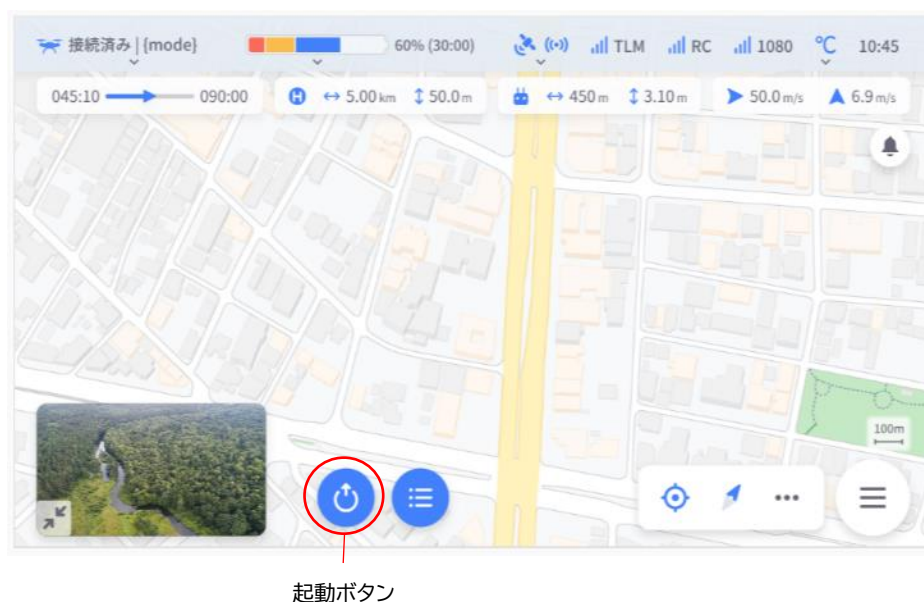 接続済み | {mode} 60% (30:00) TLM RC 1080 ℃ 10:45
045:10 090:00 H ↔ 5.00 km ↕ 50.0 m ↔ 450 m ↕ 3.10 m 50.0 m/s 6.9 m/s
100m
起動ボタン